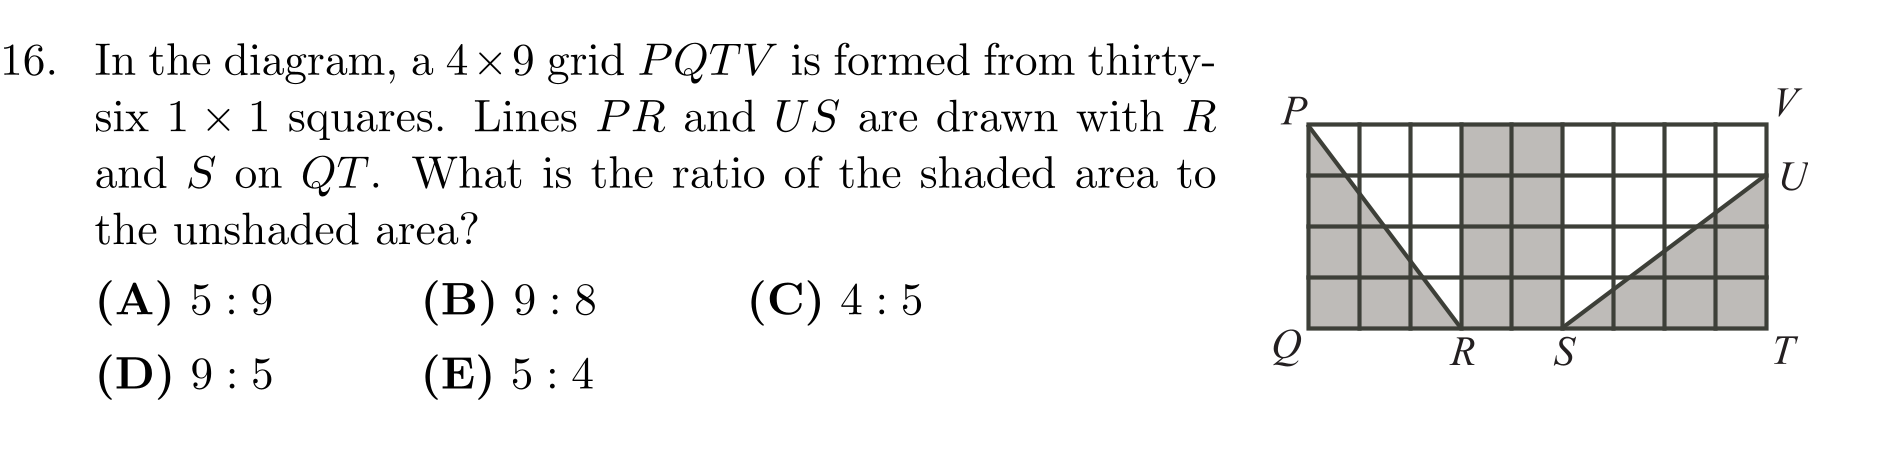 16. In the diagram, a 4 × 9 grid PQTV is formed from thirty-
six 1 × 1 squares. Lines PR and US are drawn with R
and S on QT. What is the ratio of the shaded area to
the unshaded area?
(A) 5 : 9 (B) 9 : 8 (C) 4 : 5
(D) 9 : 5 (E) 5 : 4
P V
U
Q R S T